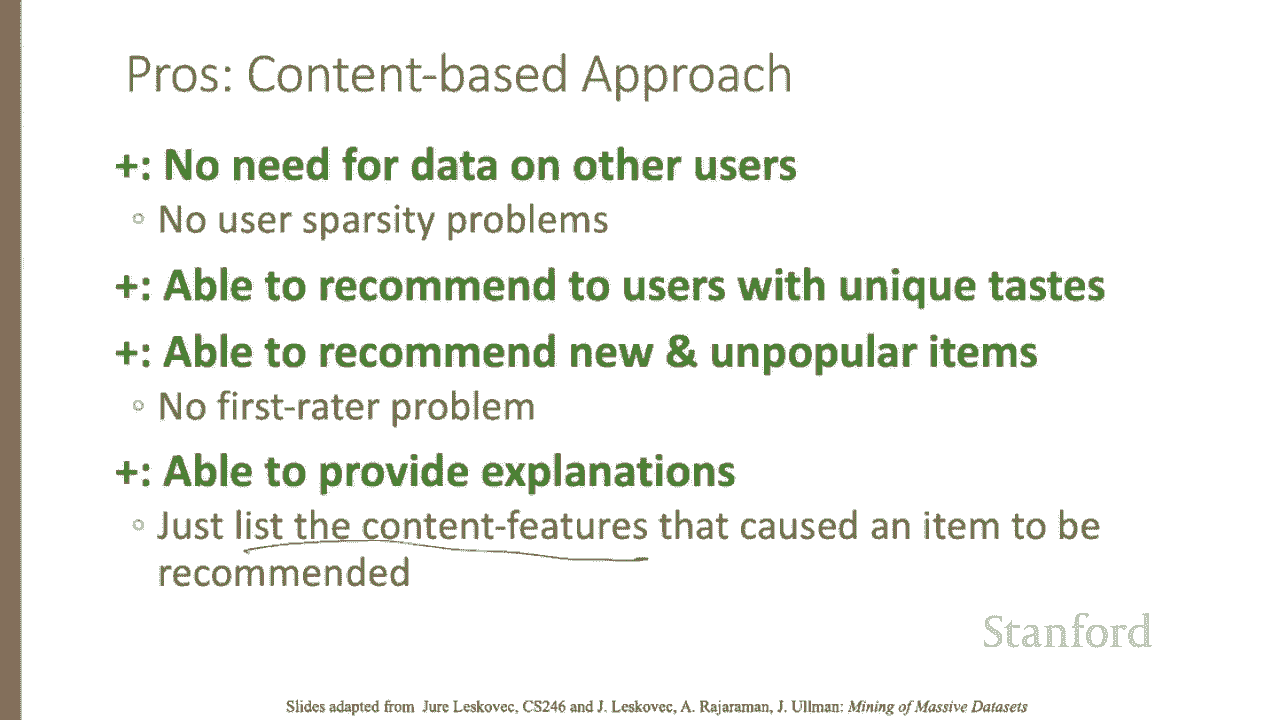 Pros: Content-based Approach
+: No need for data on other users
◦ No user sparsity problems
+: Able to recommend to users with unique tastes
+: Able to recommend new & unpopular items
◦ No first-rater problem
+: Able to provide explanations
◦ Just list the content-features that caused an item to be
recommended
Stanford
Slides adapted from Jure Leskovec, CS246 and J. Leskovec, A. Rajaraman, J. Ullman: Mining of Massive Datasets